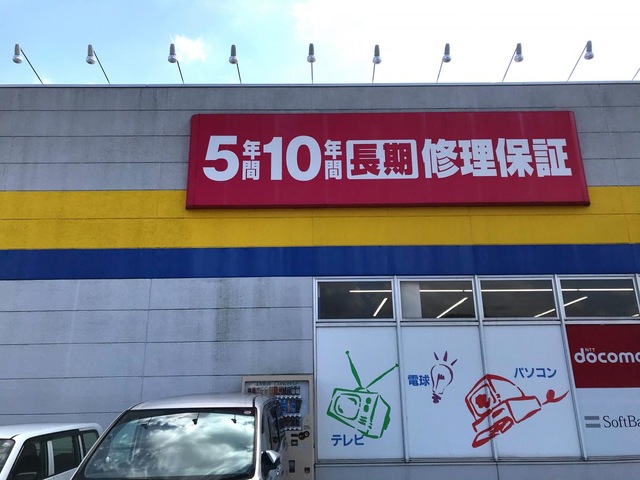 5年間10年間長期修理保証
NTT
docomo
電球
パソコン
テレビ
SoftBa